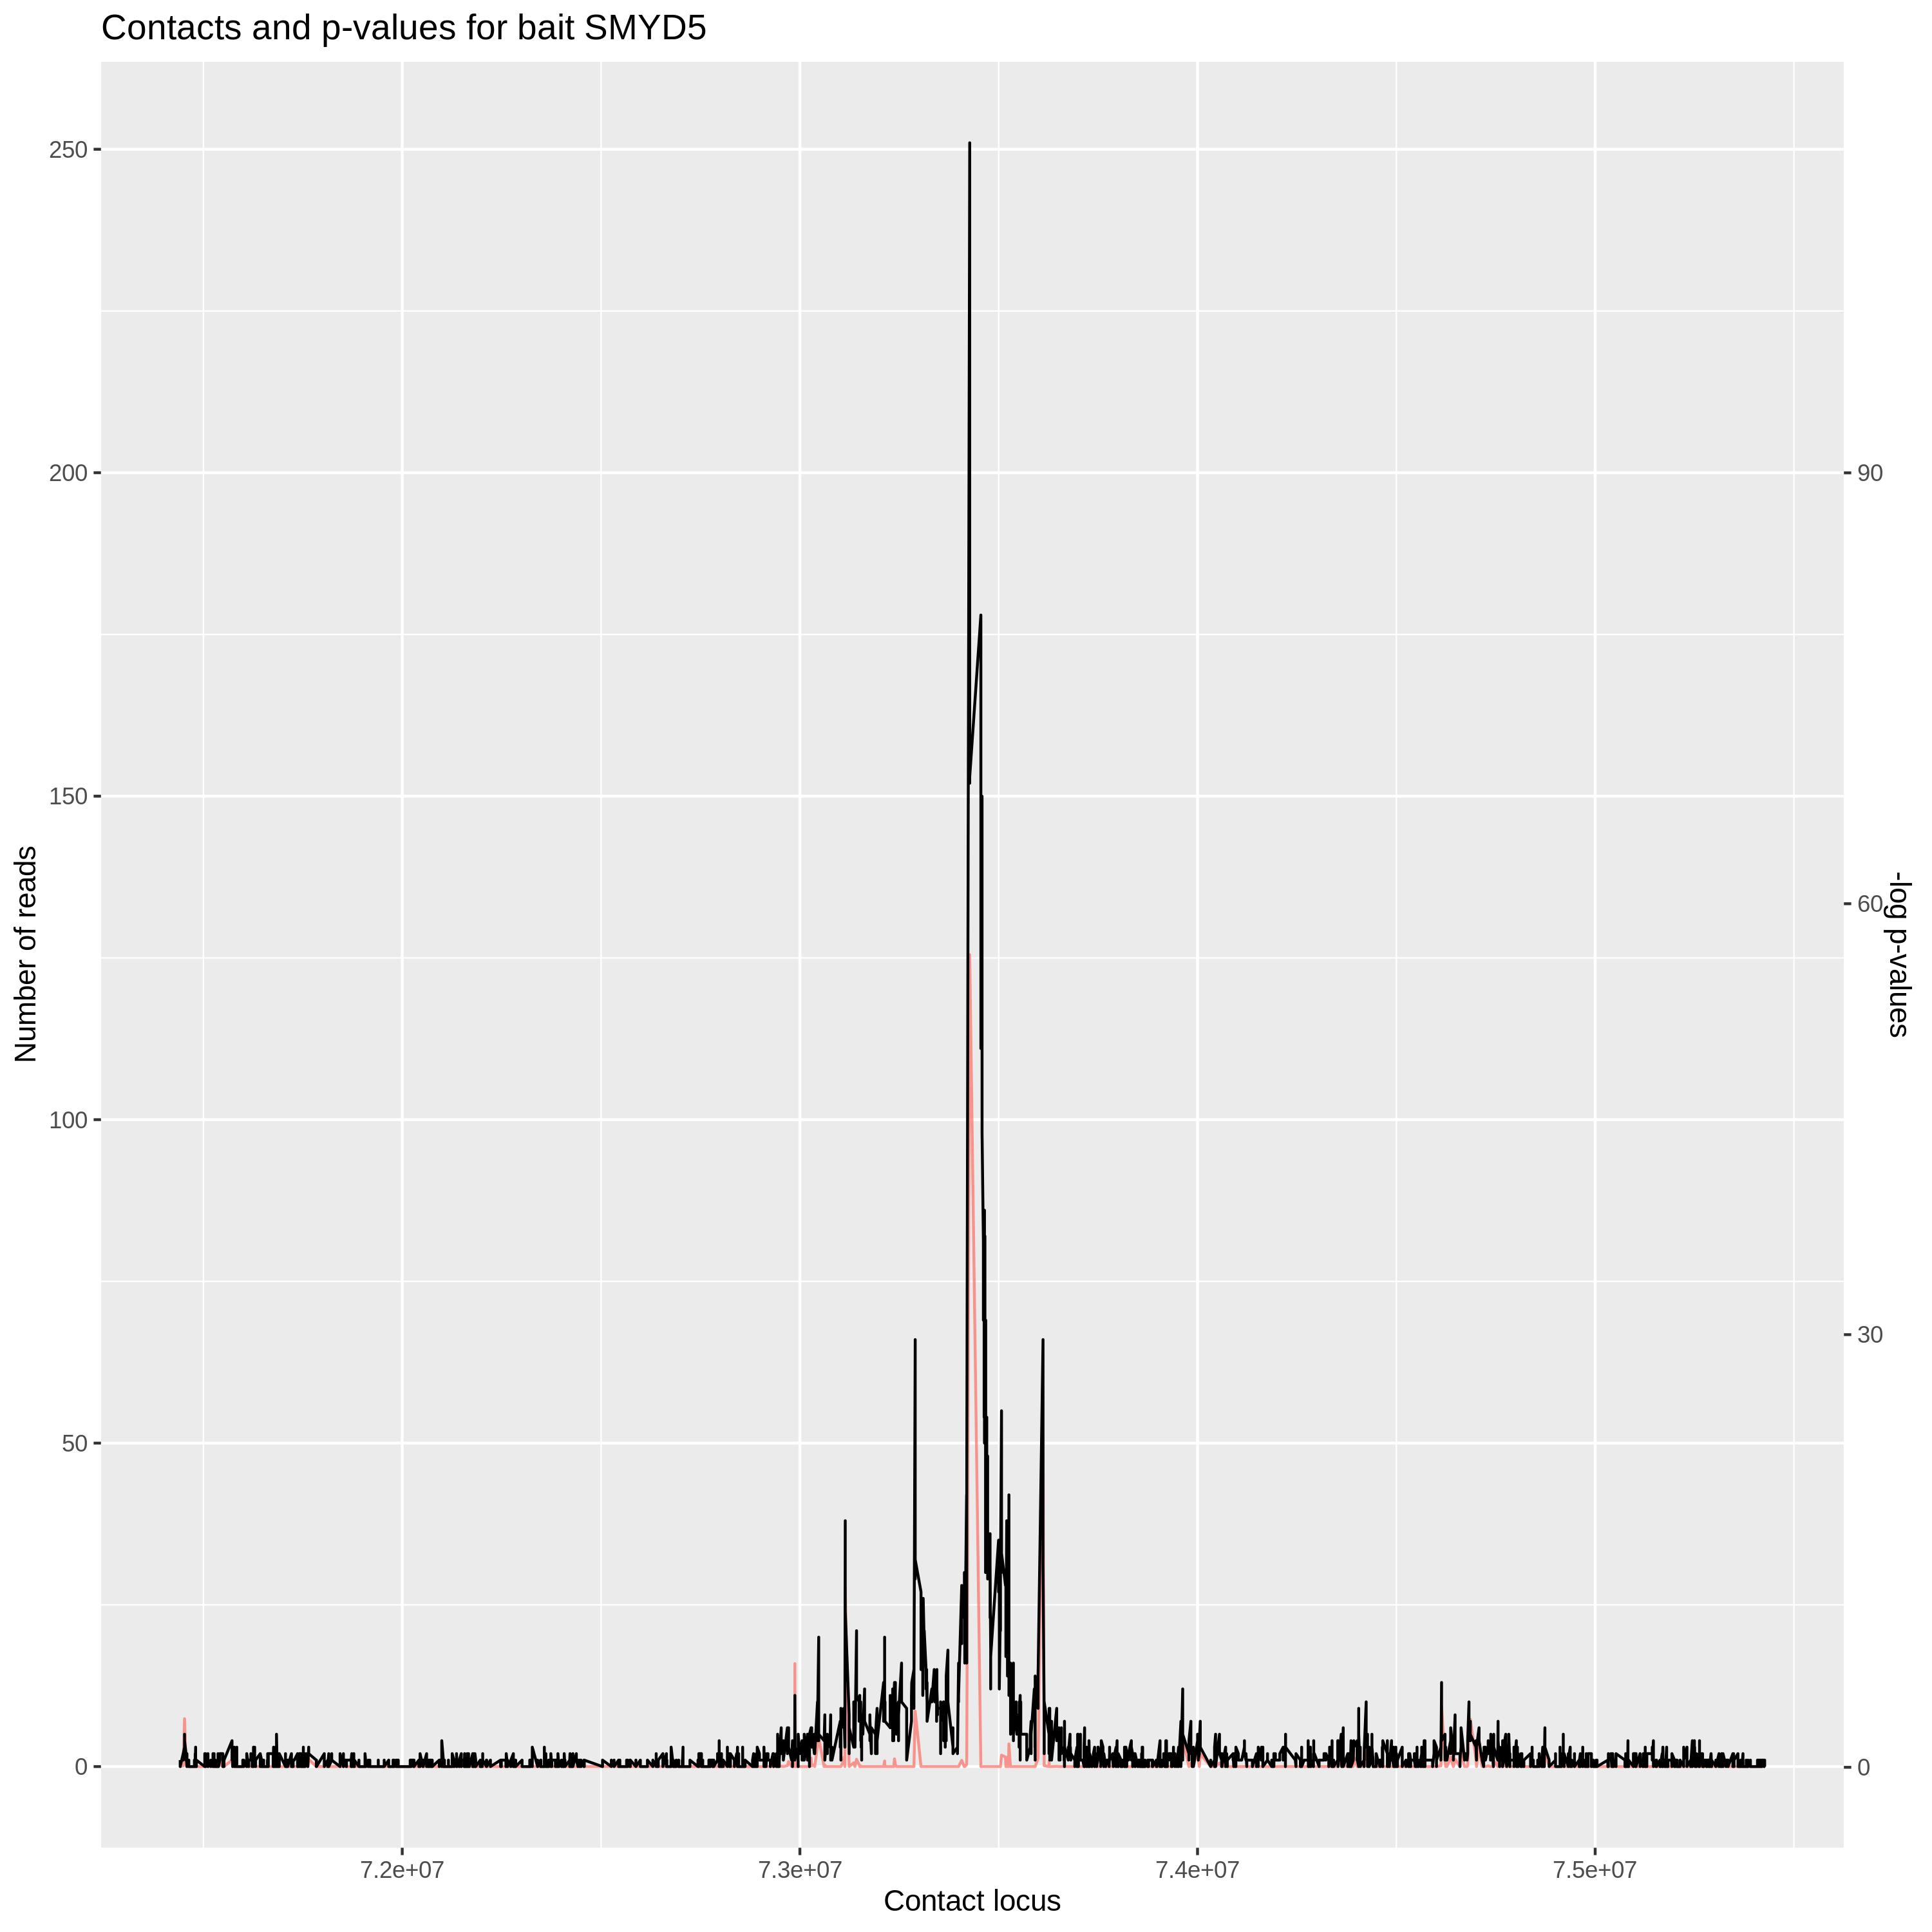 Contacts and p-values for bait SMYD5
250
200
150
100
50
0
Number of reads
90
60
30
0
-log p-values
7.2e+07 7.3e+07 7.4e+07 7.5e+07
Contact locus